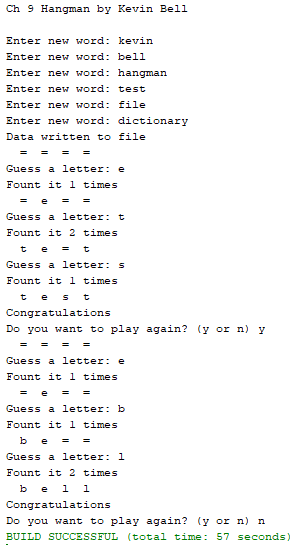 Ch 9 Hangman by Kevin Bell
Enter new word: kevin
Enter new word: bell
Enter new word: hangman
Enter new word: test
Enter new word: file
Enter new word: dictionary
Data written to file
= = = =
Guess a letter: e
Fount it 1 times
= e = =
Guess a letter: t
Fount it 2 times
t e = t
Guess a letter: s
Fount it 1 times
t e s t
Congratulations
Do you want to play again? (y or n) y
= = = =
Guess a letter: e
Fount it 1 times
= e = =
Guess a letter: b
Fount it 1 times
b e = =
Guess a letter: l
Fount it 2 times
b e l l
Congratulations
Do you want to play again? (y or n) n
BUILD SUCCESSFUL (total time: 57 seconds)